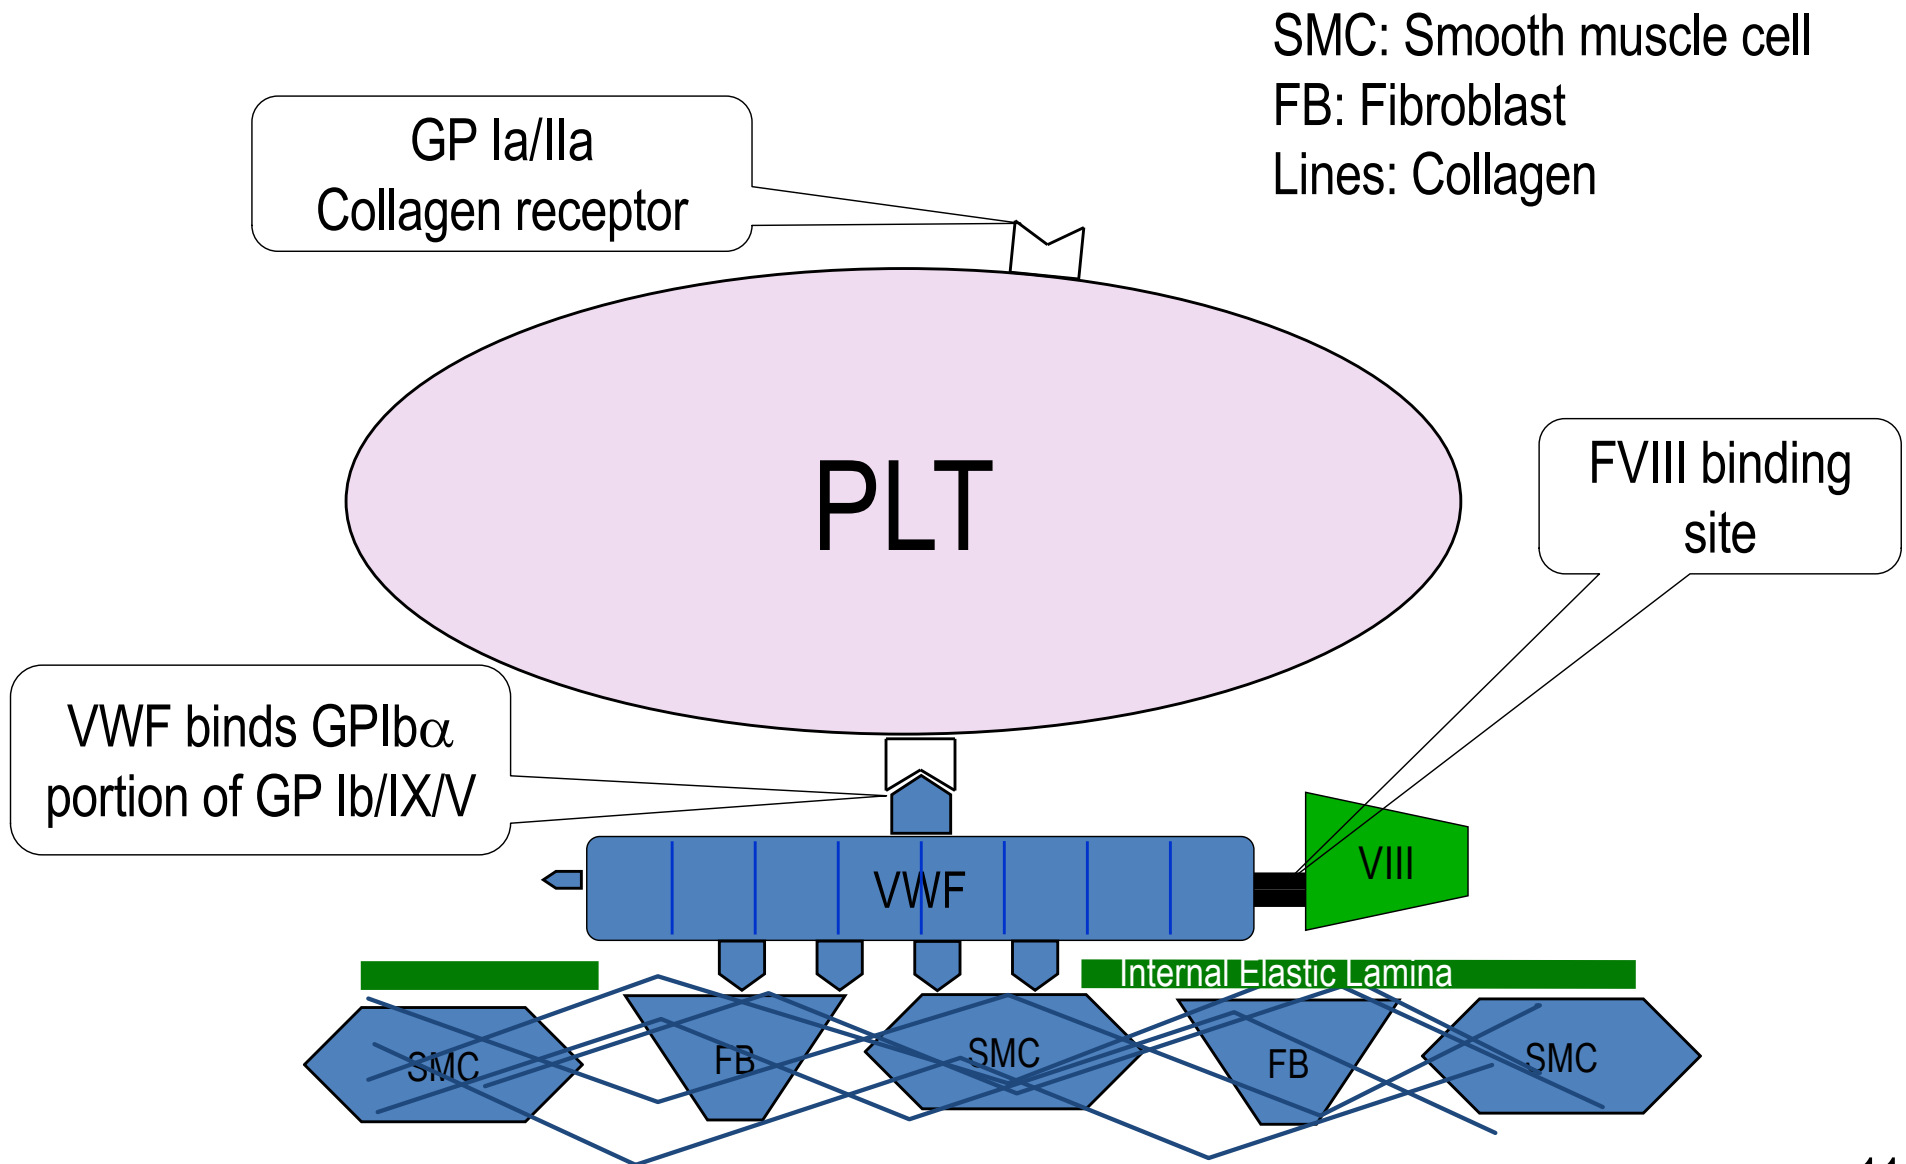 SMC: Smooth muscle cell
FB: Fibroblast
Lines: Collagen
GP Ia/IIa
Collagen receptor
PLT
FVIII binding
site
VWF binds GPIbα
portion of GP Ib/IX/V
VIII
VWF
Internal Elastic Lamina
SMC
FB
SMC
FB
SMC